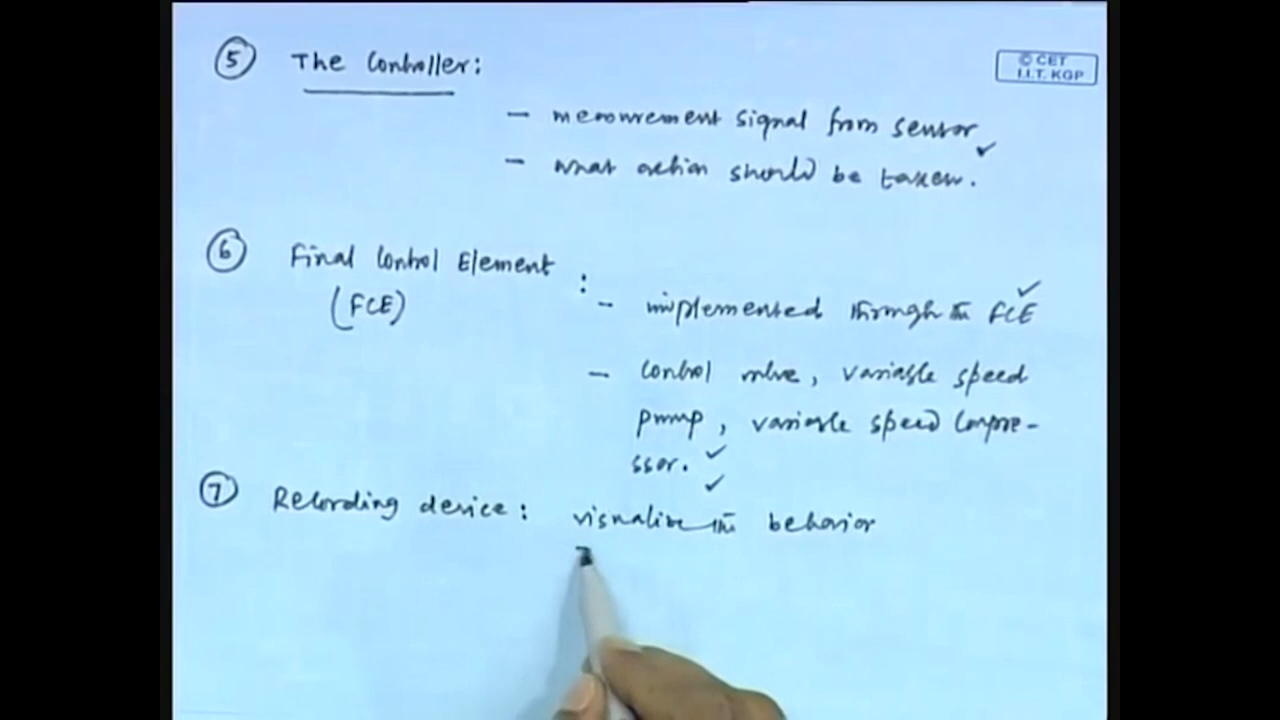 5 The Controller:
© CET
I.I.T. KGP
– measurement signal from sensor ✓
– what action should be taken.
6 Final Control Element :
(FCE)
– implemented through the FCE ✓
– Control valve, variable speed
pump, variable speed Compre-
ssor. ✓
✓
7 Recording device: visualize the behavior